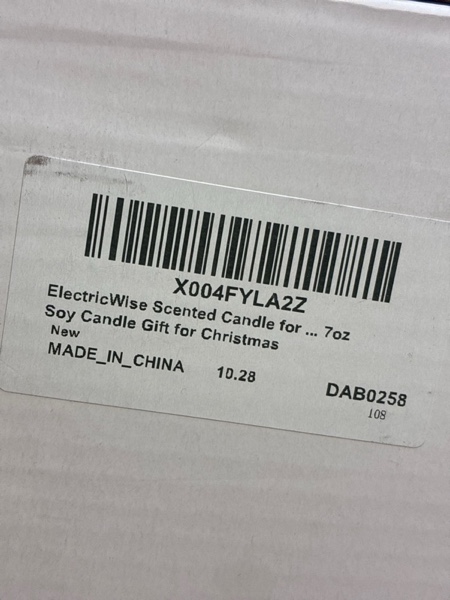 X004FYLA2Z
ElectricWise Scented Candle for ... 7oz
Soy Candle Gift for Christmas
New
MADE_IN_CHINA 10.28 DAB0258
108